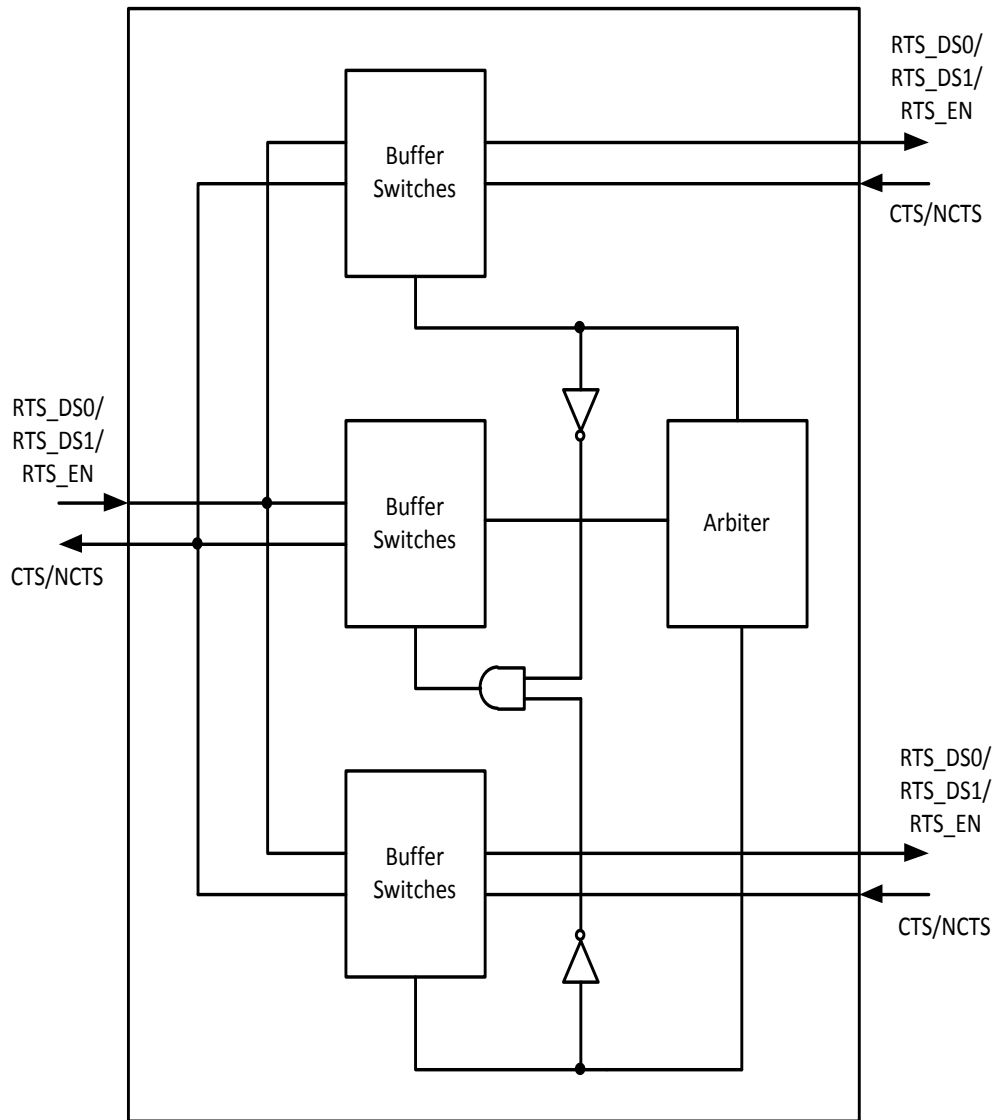 RTS_DS0/
RTS_DS1/
RTS_EN
Buffer
Switches
CTS/NCTS
RTS_DS0/
RTS_DS1/
RTS_EN
Buffer
Switches
Arbiter
CTS/NCTS
RTS_DS0/
RTS_DS1/
RTS_EN
Buffer
Switches
CTS/NCTS